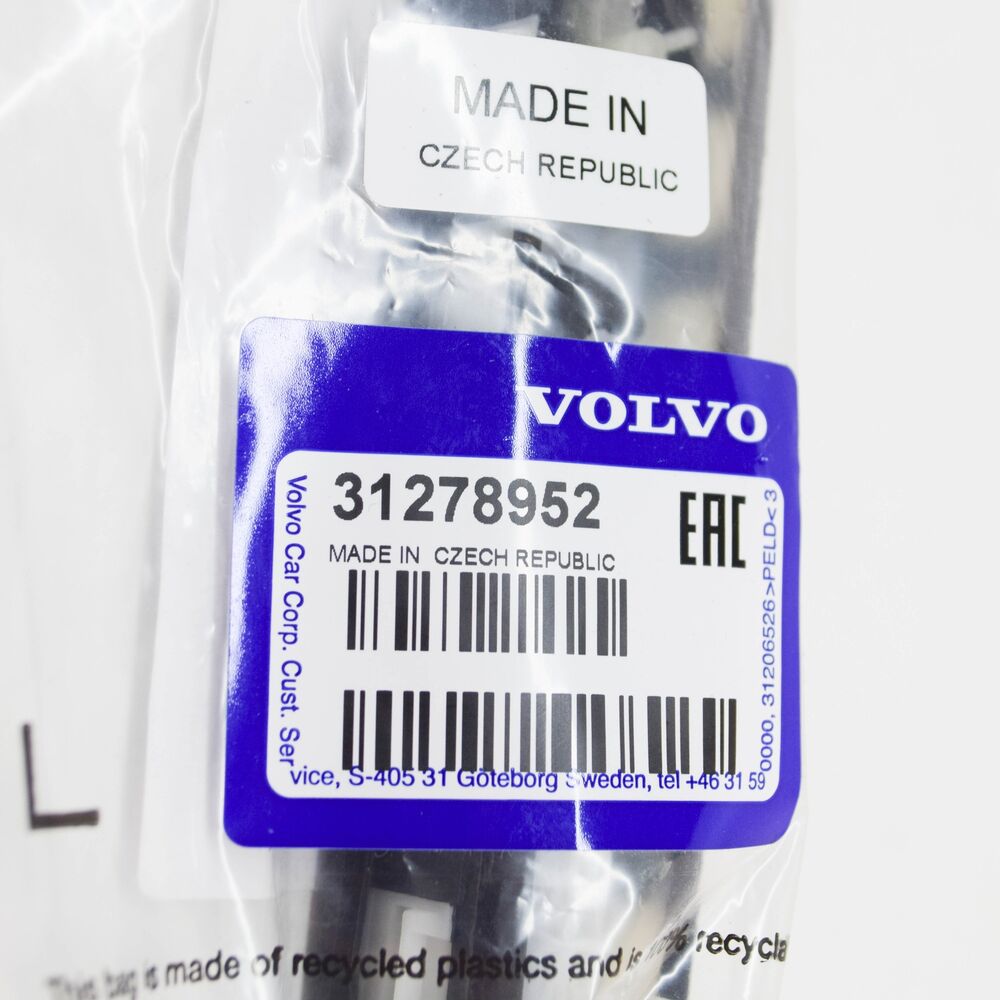 MADE IN
CZECH REPUBLIC
VOLVO
31278952
EAC
MADE IN CZECH REPUBLIC
Volvo Car Corp. Cust. Ser
vice, S-405 31 Göteborg Sweden, tel +46 31 59
0000, 31206526 >PELD< 3
L
This bag is made of recycled plastics and is 100% recycla